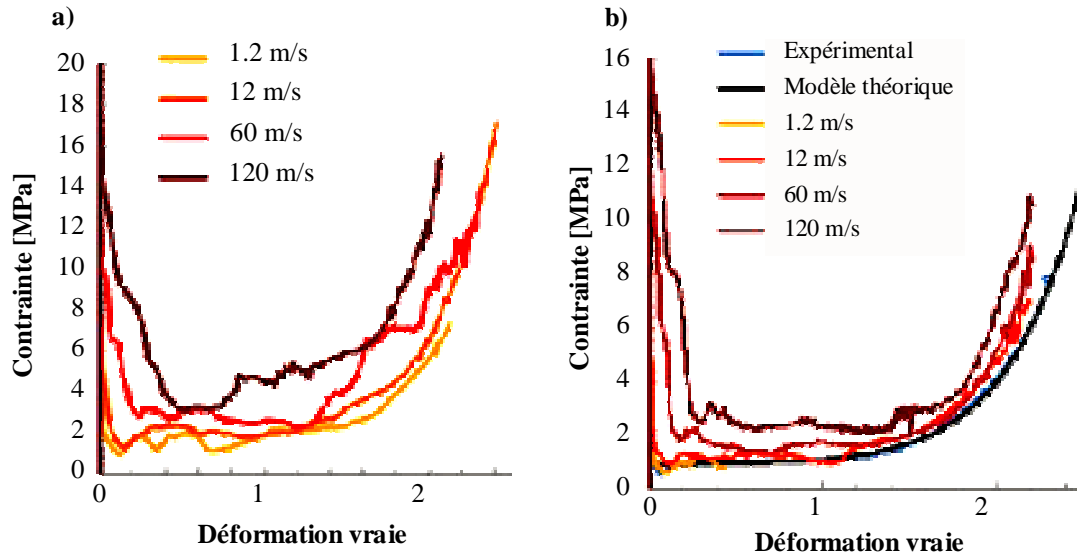 a)
1.2 m/s
12 m/s
60 m/s
120 m/s
20
18
16
14
12
10
8
6
4
2
0
Contrainte [MPa]
0
1
2
Déformation vraie
b)
Expérimental
Modèle théorique
1.2 m/s
12 m/s
60 m/s
120 m/s
16
14
12
10
8
6
4
2
0
Contrainte [MPa]
0
1
2
Déformation vraie